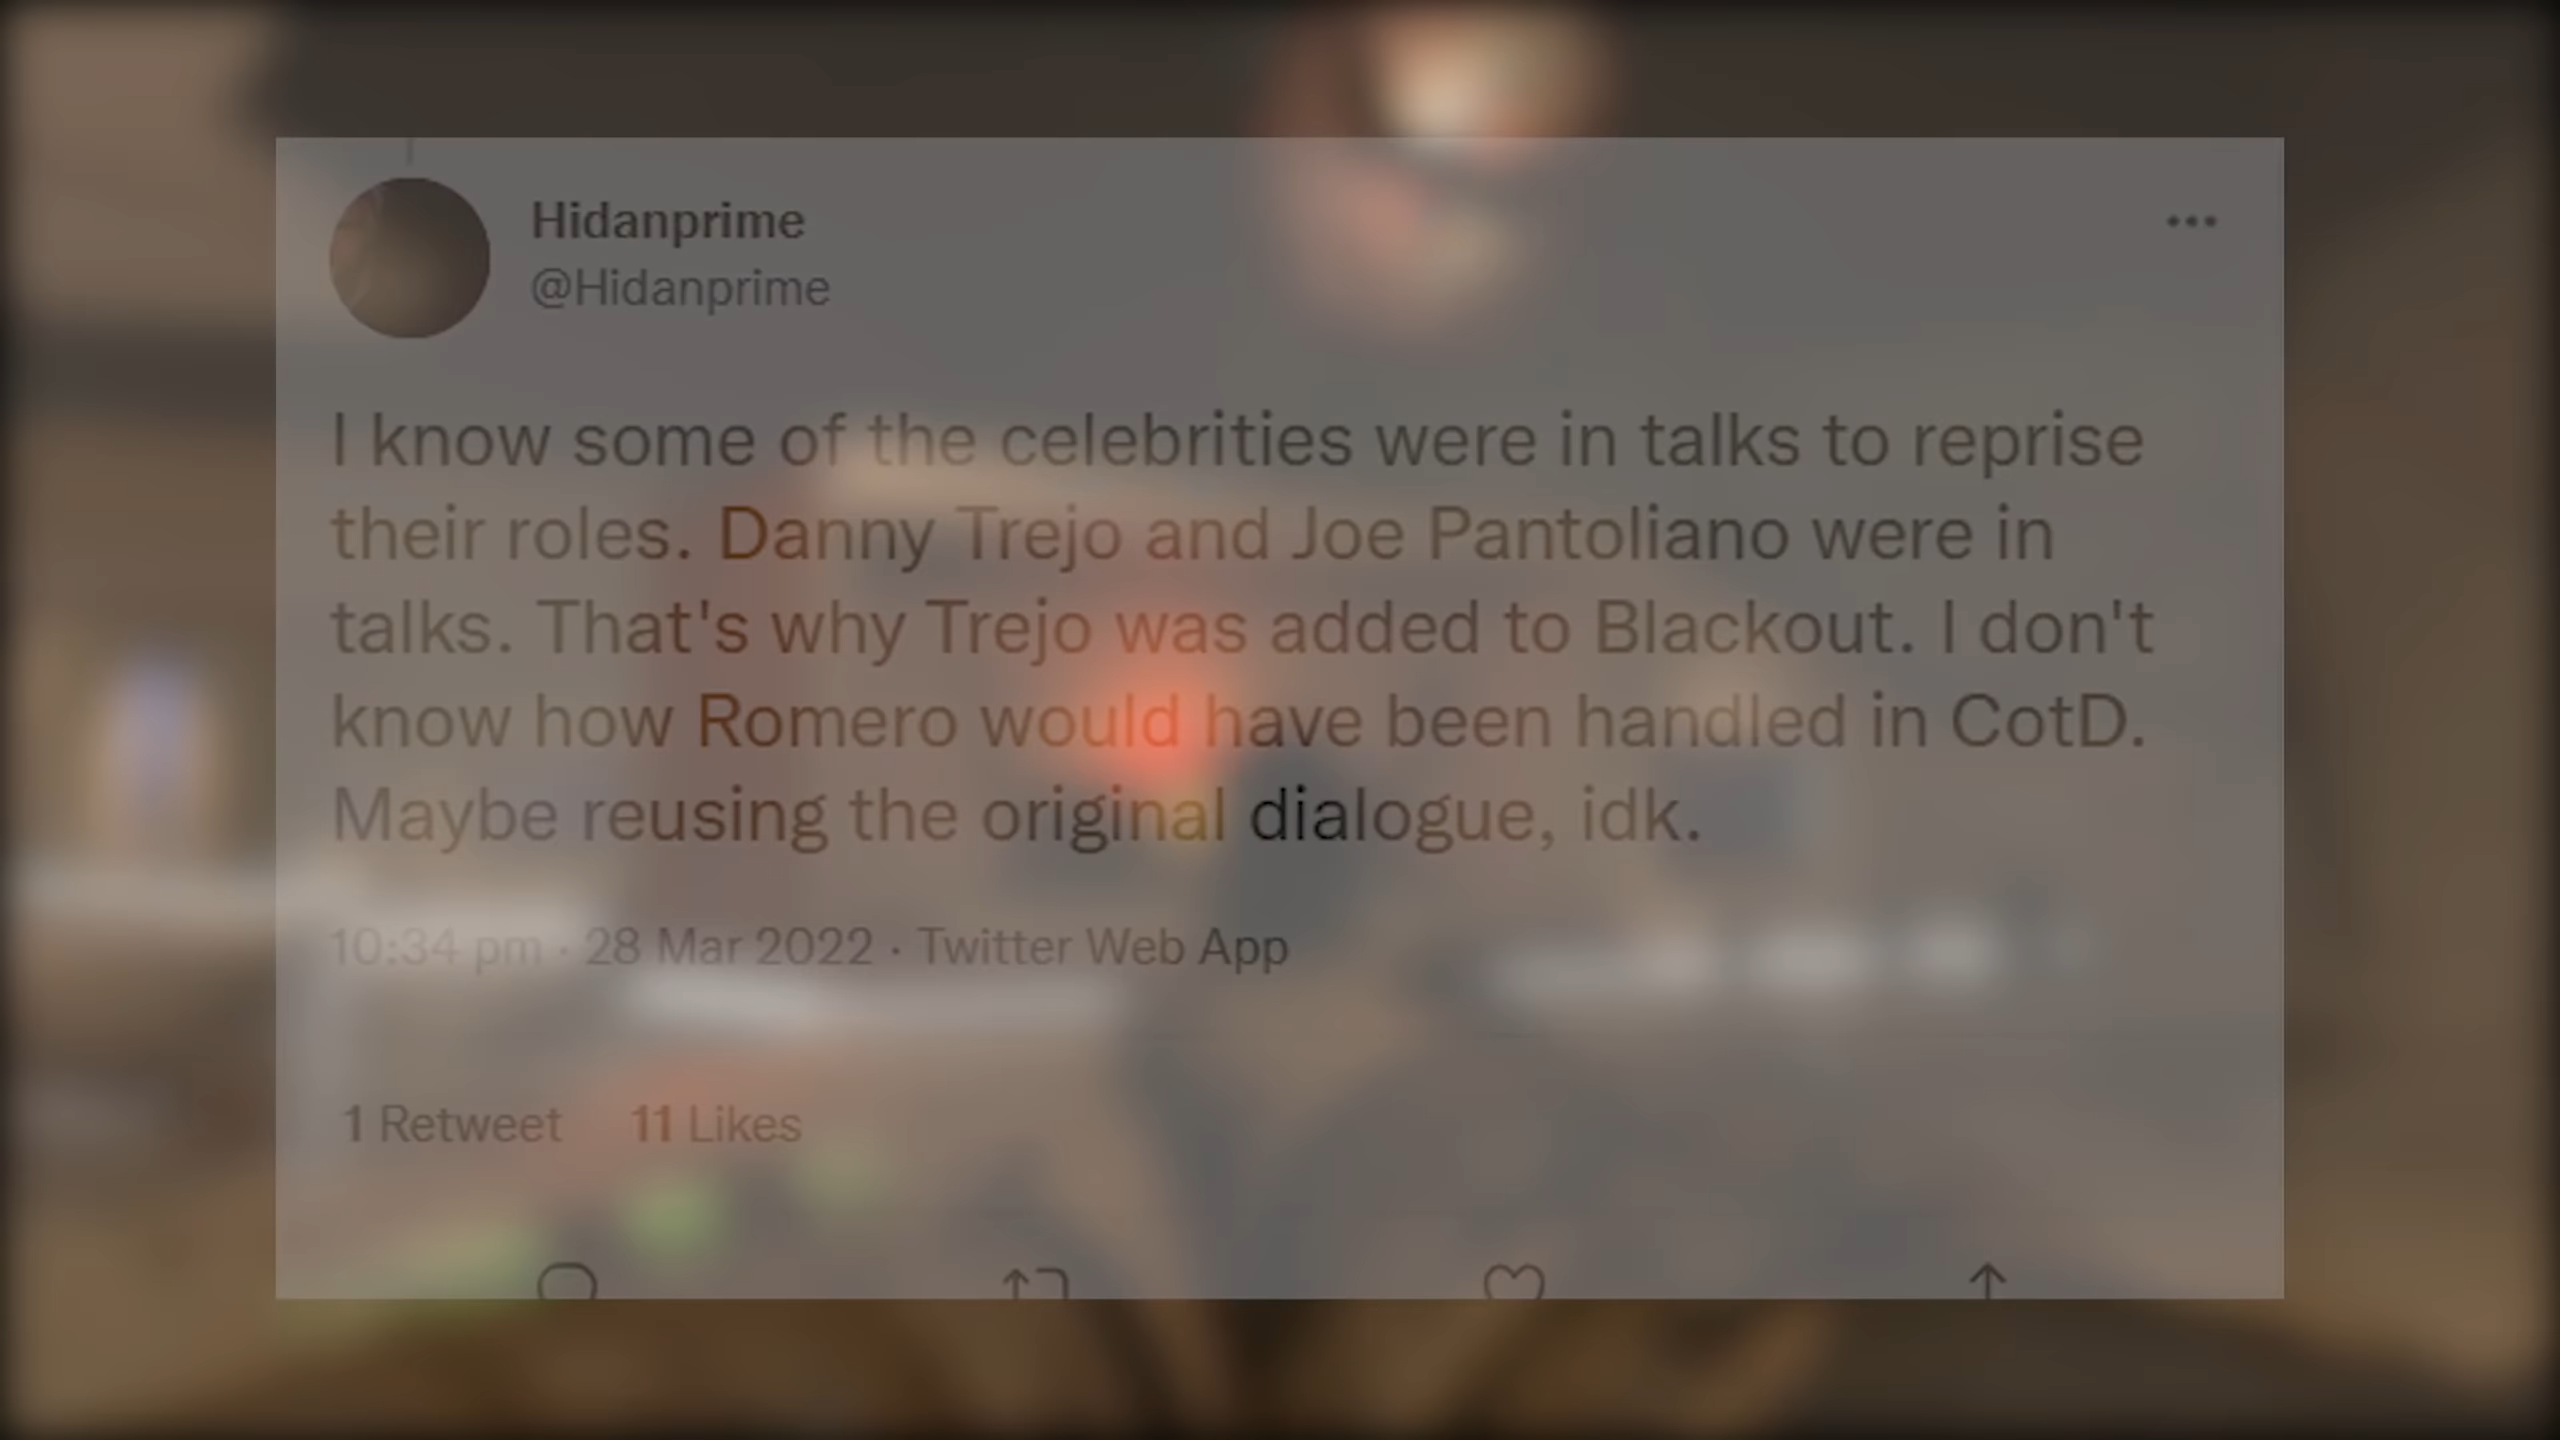 Hidanprime
@Hidanprime
I know some of the celebrities were in talks to reprise
their roles. Danny Trejo and Joe Pantoliano were in
talks. That's why Trejo was added to Blackout. I don't
know how Romero would have been handled in CotD.
Maybe reusing the original dialogue, idk.
10:34 pm · 28 Mar 2022 · Twitter Web App
1 Retweet 11 Likes